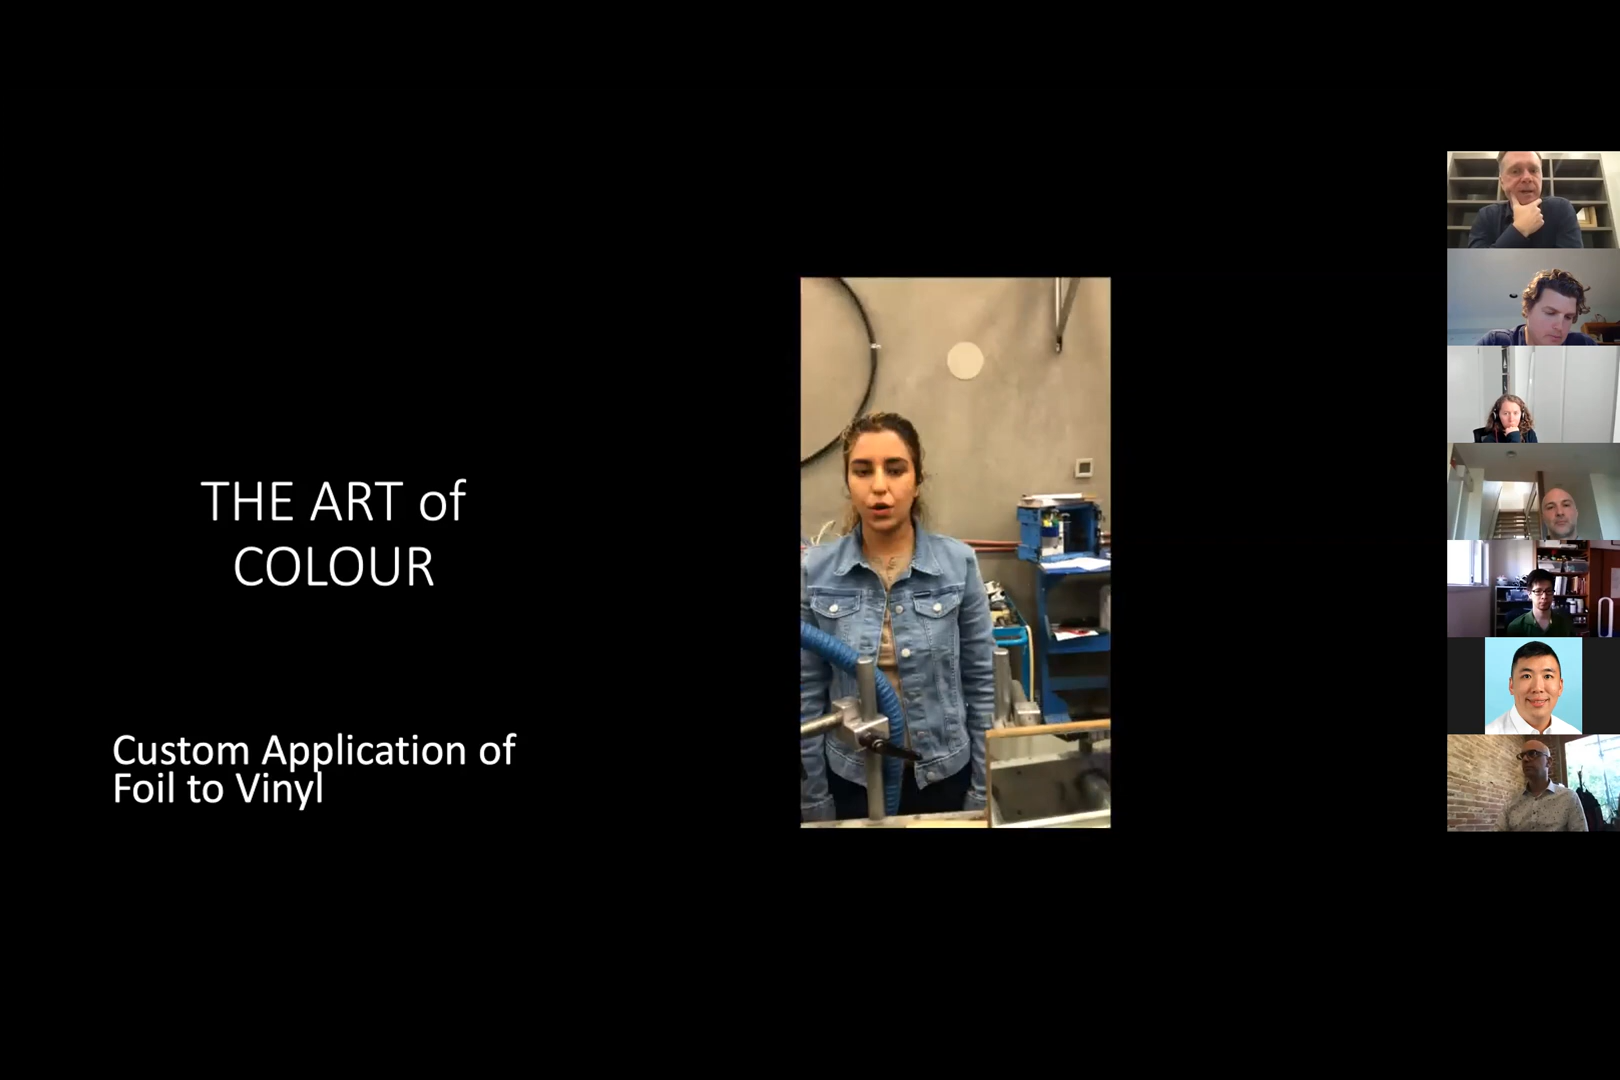 THE ART of
COLOUR
Custom Application of
Foil to Vinyl